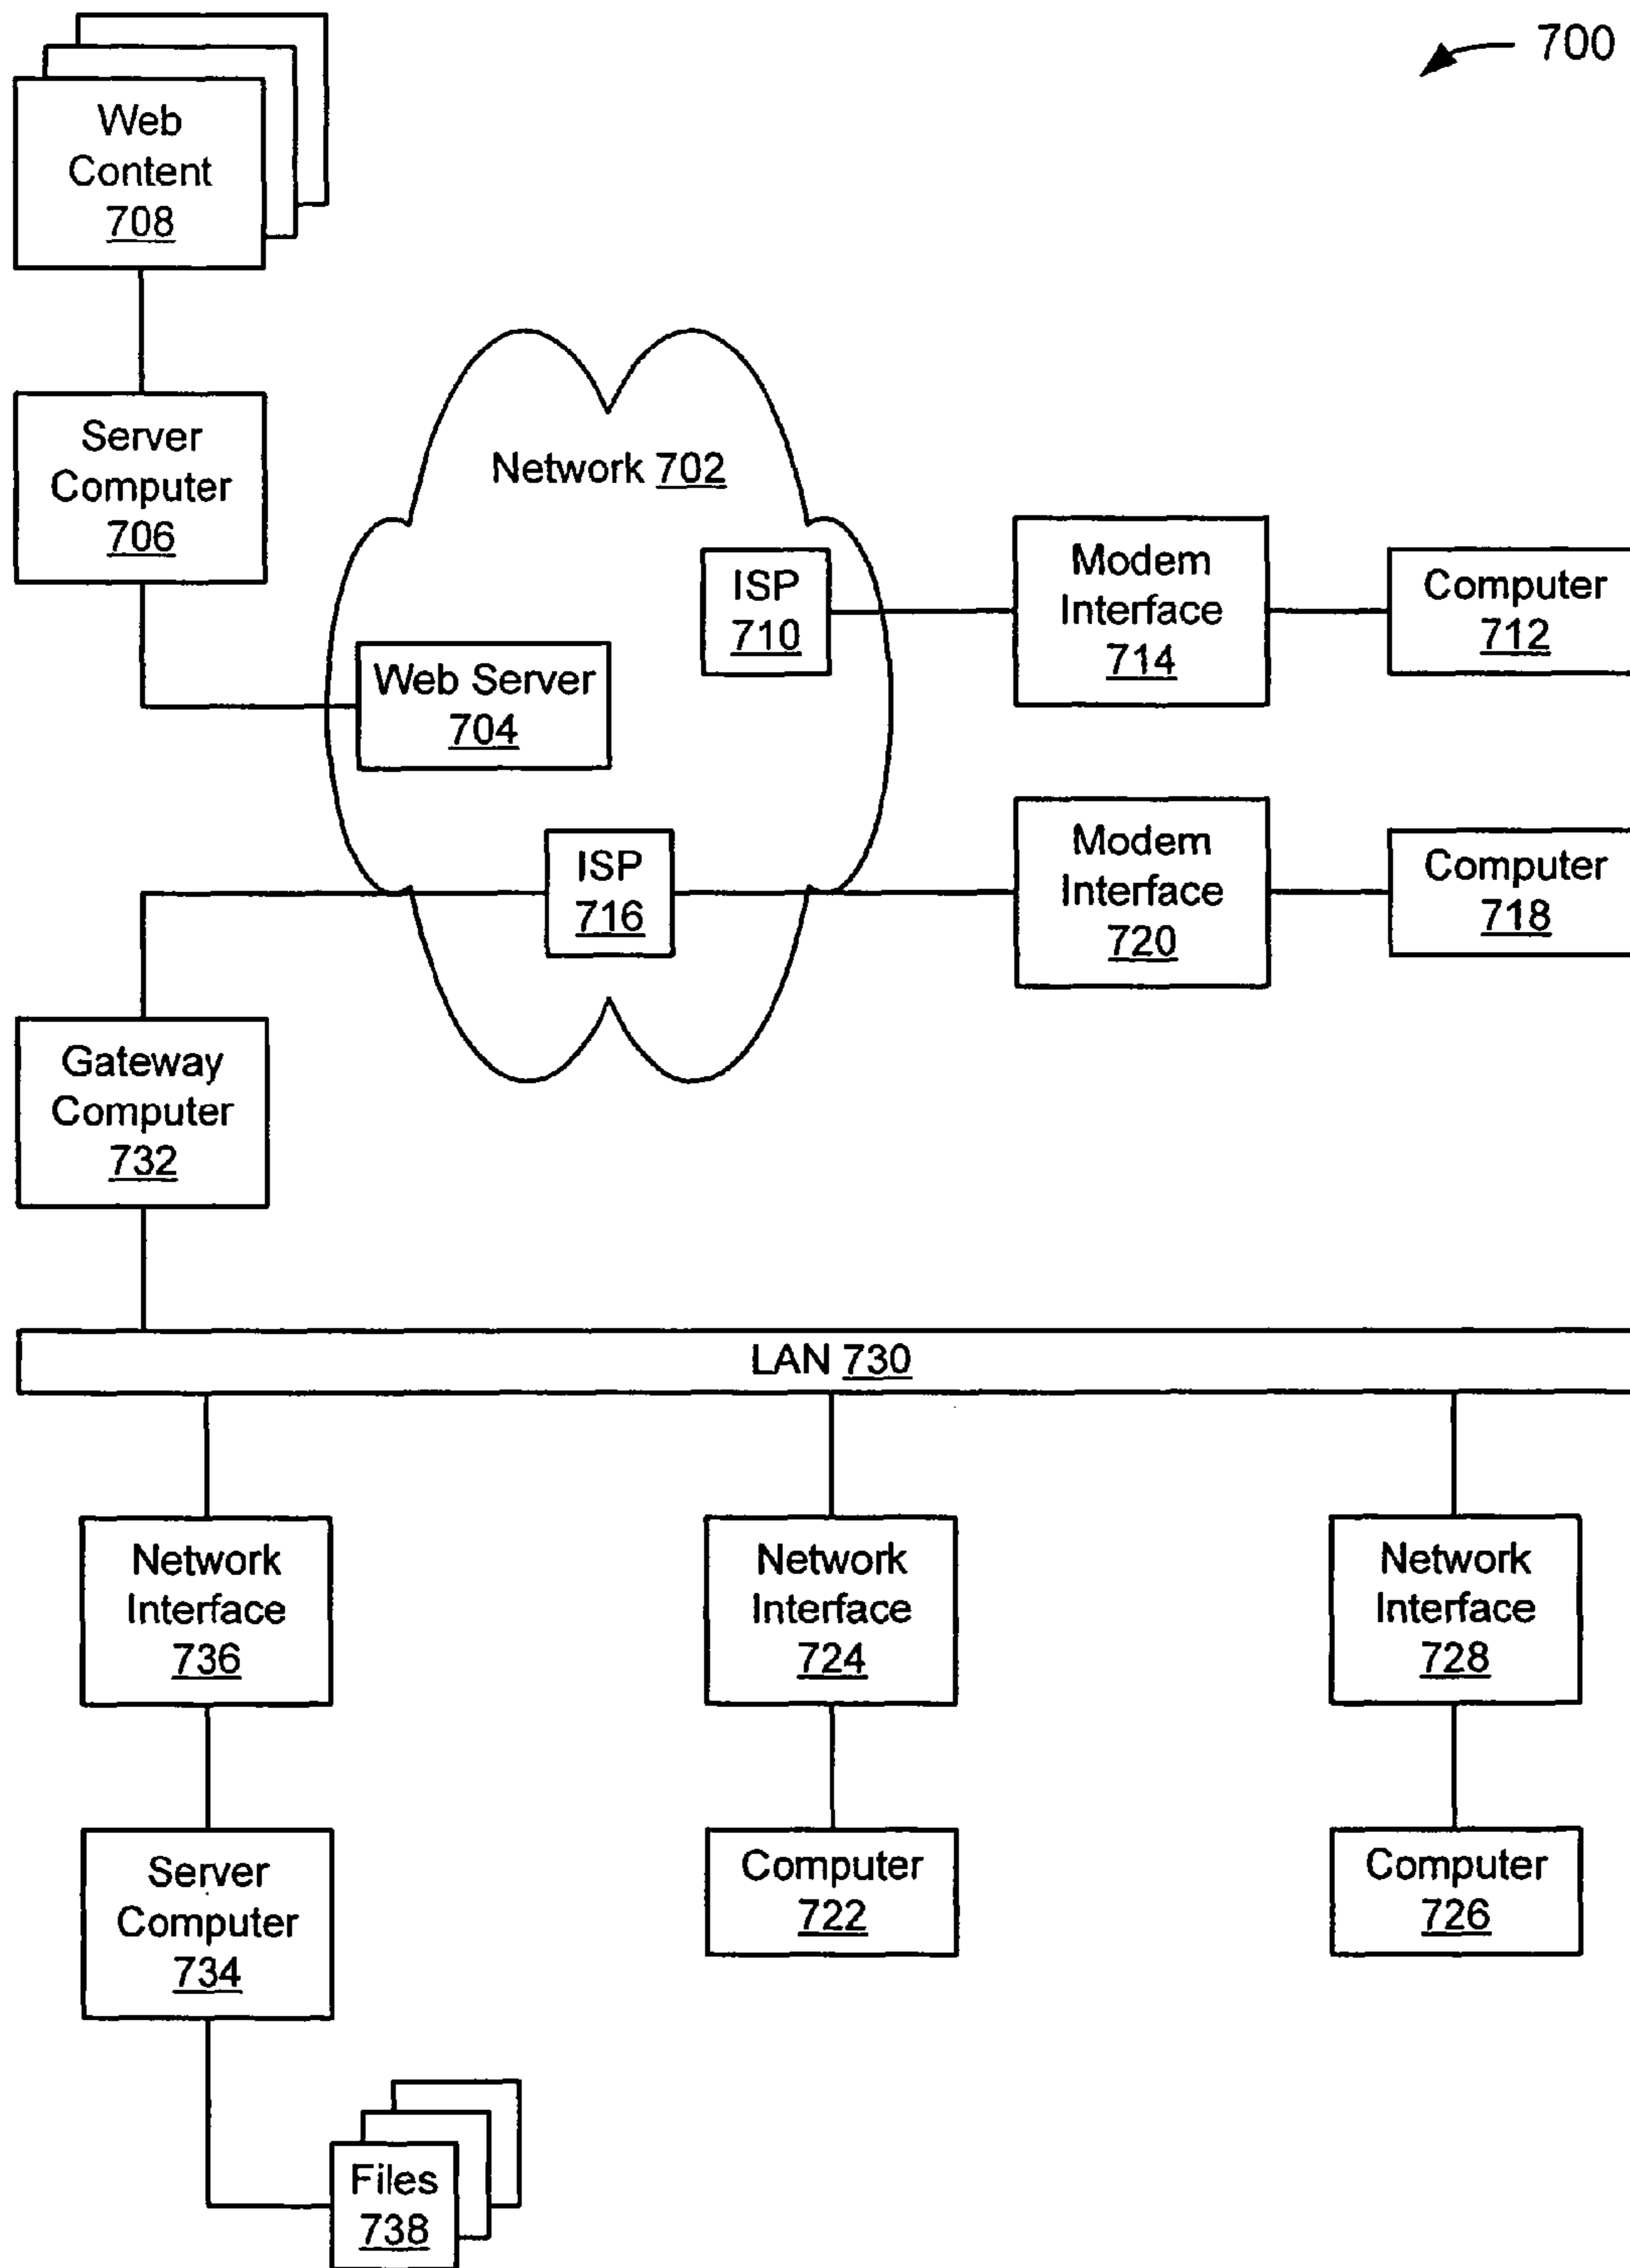 700
Web
Content
708
Server
Computer
706
Network 702
ISP
710
Modem
Interface
714
Computer
712
Web Server
704
ISP
716
Modem
Interface
720
Computer
718
Gateway
Computer
732
LAN 730
Network
Interface
736
Network
Interface
724
Network
Interface
728
Server
Computer
734
Computer
722
Computer
726
Files
738